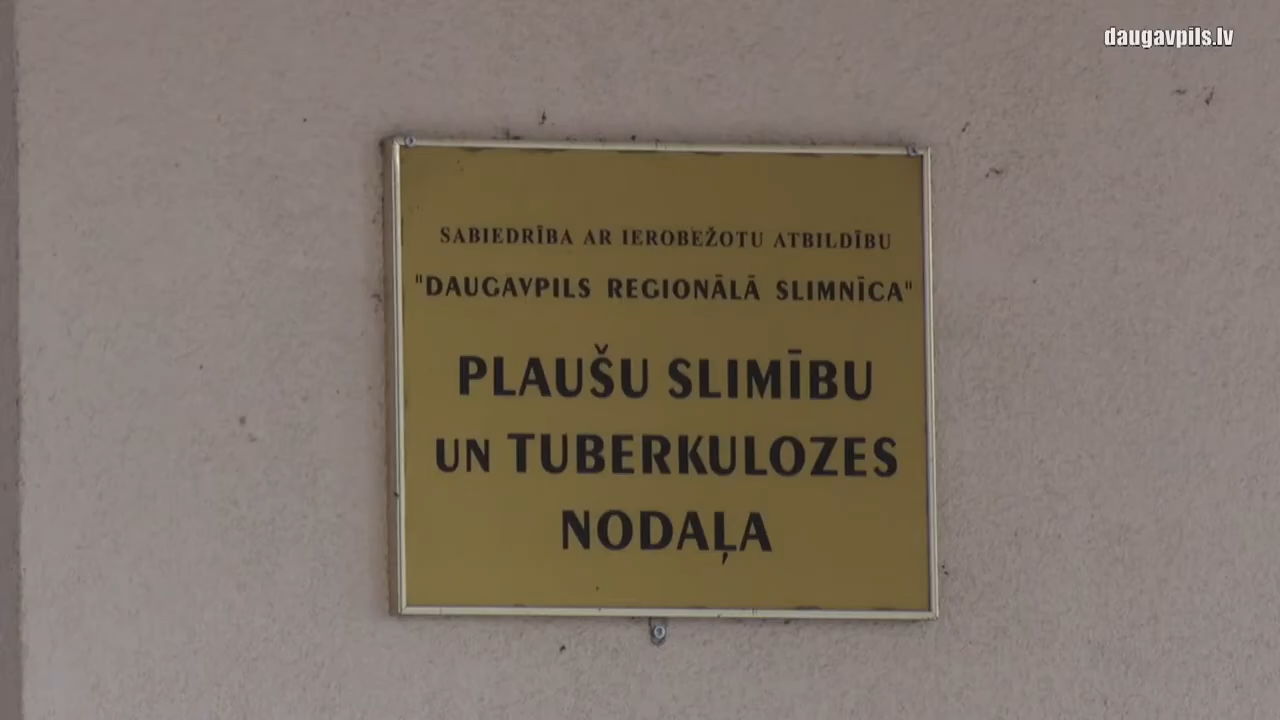 daugavpils.lv
SABIEDRĪBA AR IEROBEŽOTU ATBILDĪBU
"DAUGAVPILS REGIONĀLĀ SLIMNĪCA"
PLAUŠU SLIMĪBU
UN TUBERKULOZES
NODAĻA